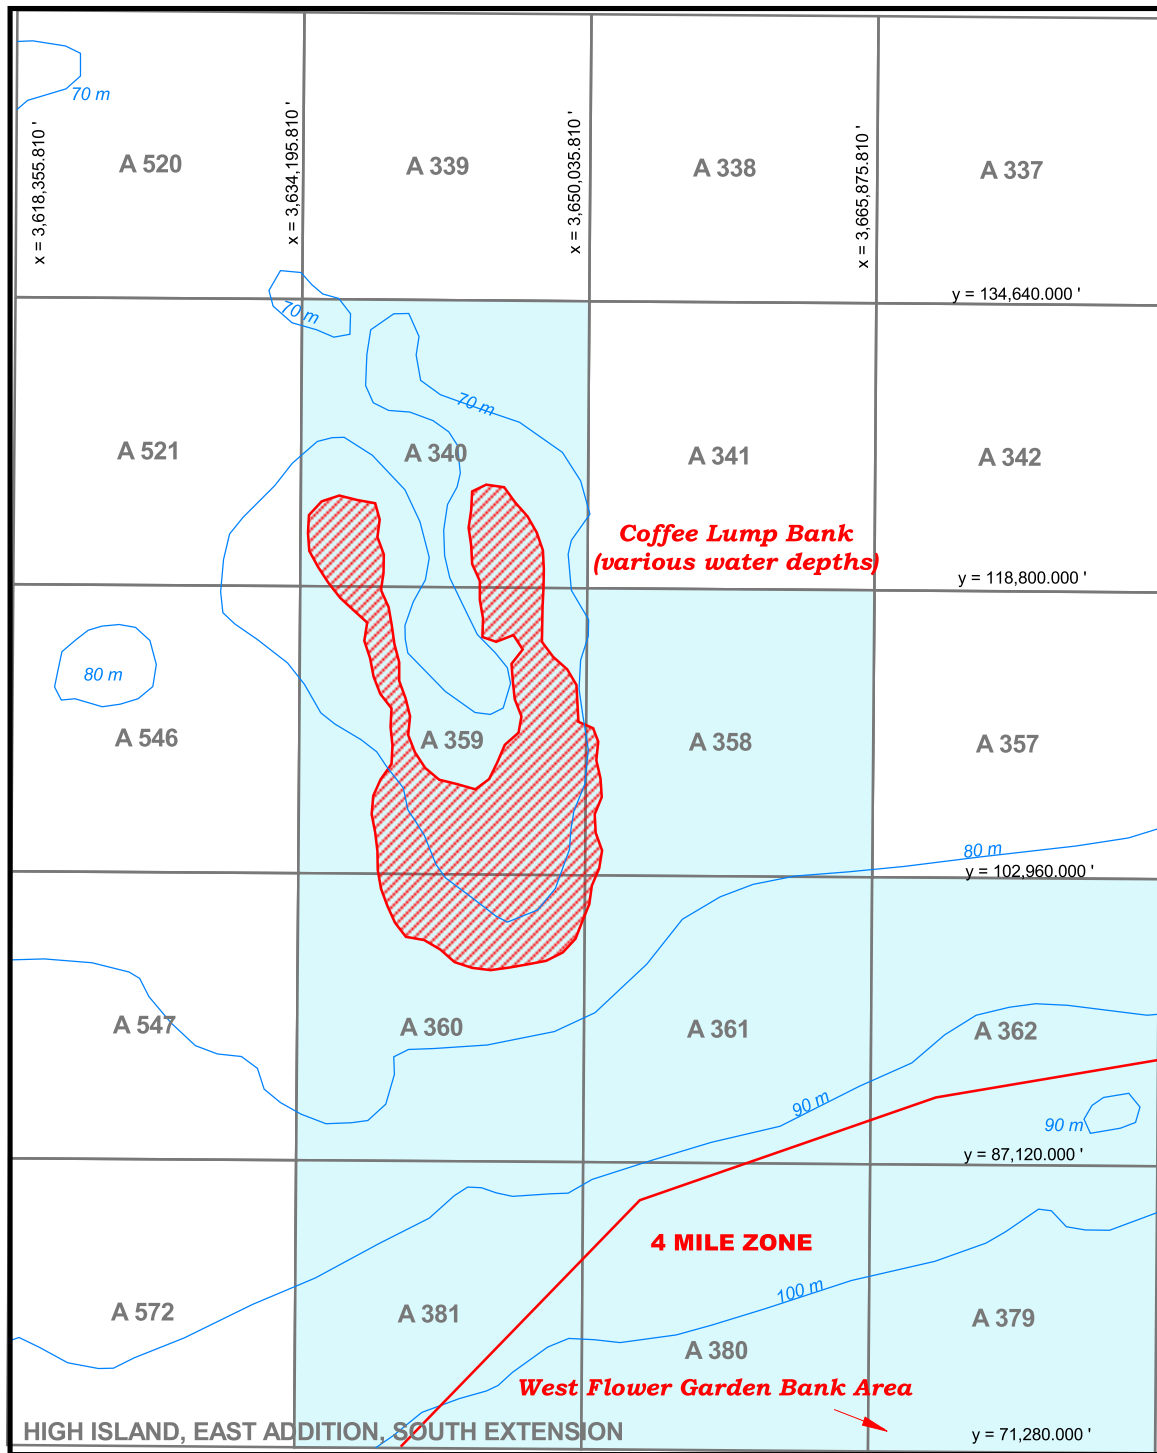 70 m
x = 3,618,355.810 '
x = 3,634,195.810 '
x = 3,650,035.810 '
x = 3,665,875.810 '
A 520
A 339
A 338
A 337
y = 134,640.000 '
70 m
70 m
A 521
A 340
A 341
A 342
Coffee Lump Bank
(various water depths)
y = 118,800.000 '
80 m
A 546
A 359
A 358
A 357
80 m
y = 102,960.000 '
A 547
A 360
A 361
A 362
90 m
90 m
y = 87,120.000 '
4 MILE ZONE
100 m
A 572
A 381
A 380
A 379
West Flower Garden Bank Area
HIGH ISLAND, EAST ADDITION, SOUTH EXTENSION
y = 71,280.000 '